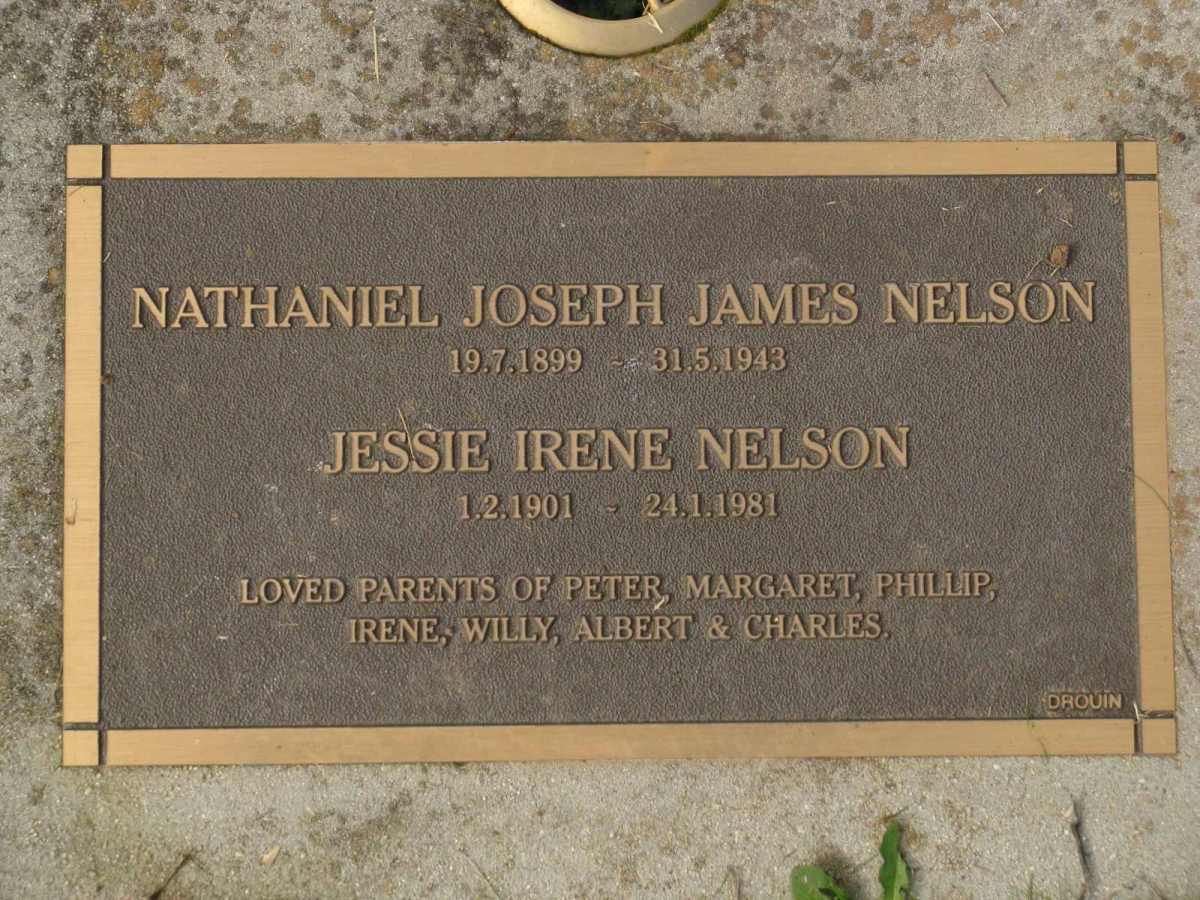 NATHANIEL JOSEPH JAMES NELSON
19.7.1899 ~ 31.5.1943
JESSIE IRENE NELSON
1.2.1901 ~ 24.1.1981
LOVED PARENTS OF PETER, MARGARET, PHILLIP,
IRENE, WILLY, ALBERT & CHARLES.
DROUIN